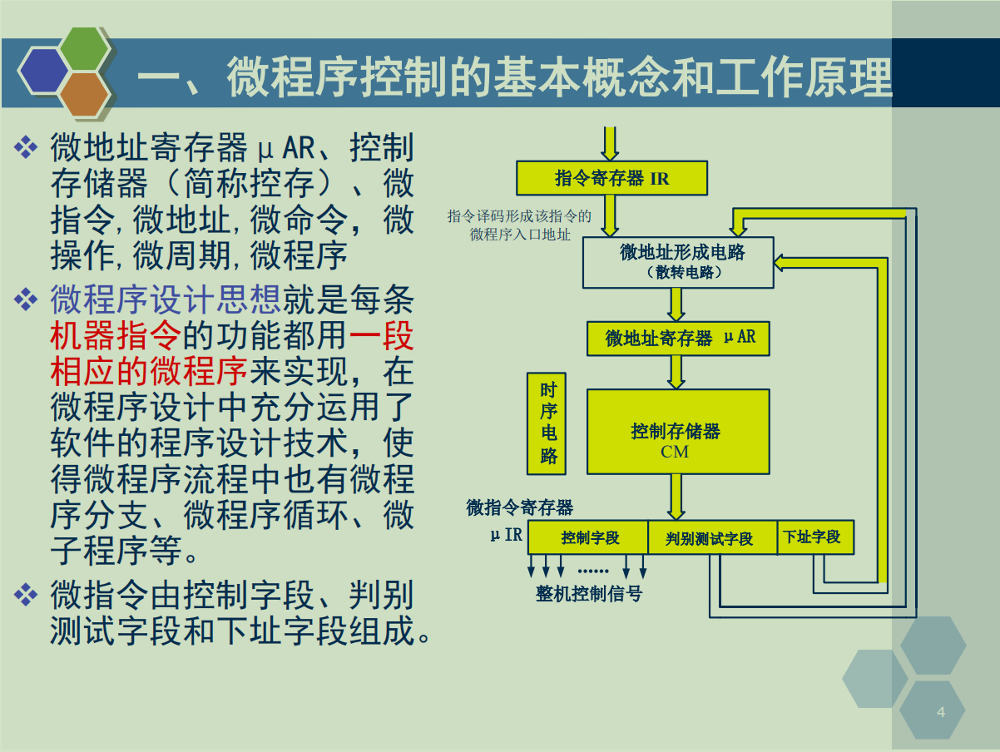 一、微程序控制的基本概念和工作原理
微地址寄存器μAR、控制
存储器（简称控存）、微
指令,微地址,微命令，微
操作,微周期,微程序
微程序设计思想就是每条
机器指令的功能都用一段
相应的微程序来实现，在
微程序设计中充分运用了
软件的程序设计技术，使
得微程序流程中也有微程
序分支、微程序循环、微
子程序等。
微指令由控制字段、判别
测试字段和下址字段组成。
指令寄存器 IR
指令译码形成该指令的
微程序入口地址
微地址形成电路
（散转电路）
微地址寄存器 μAR
时
序
电
路
控制存储器
CM
微指令寄存器
μIR
控制字段
判别测试字段
下址字段
......
整机控制信号
4